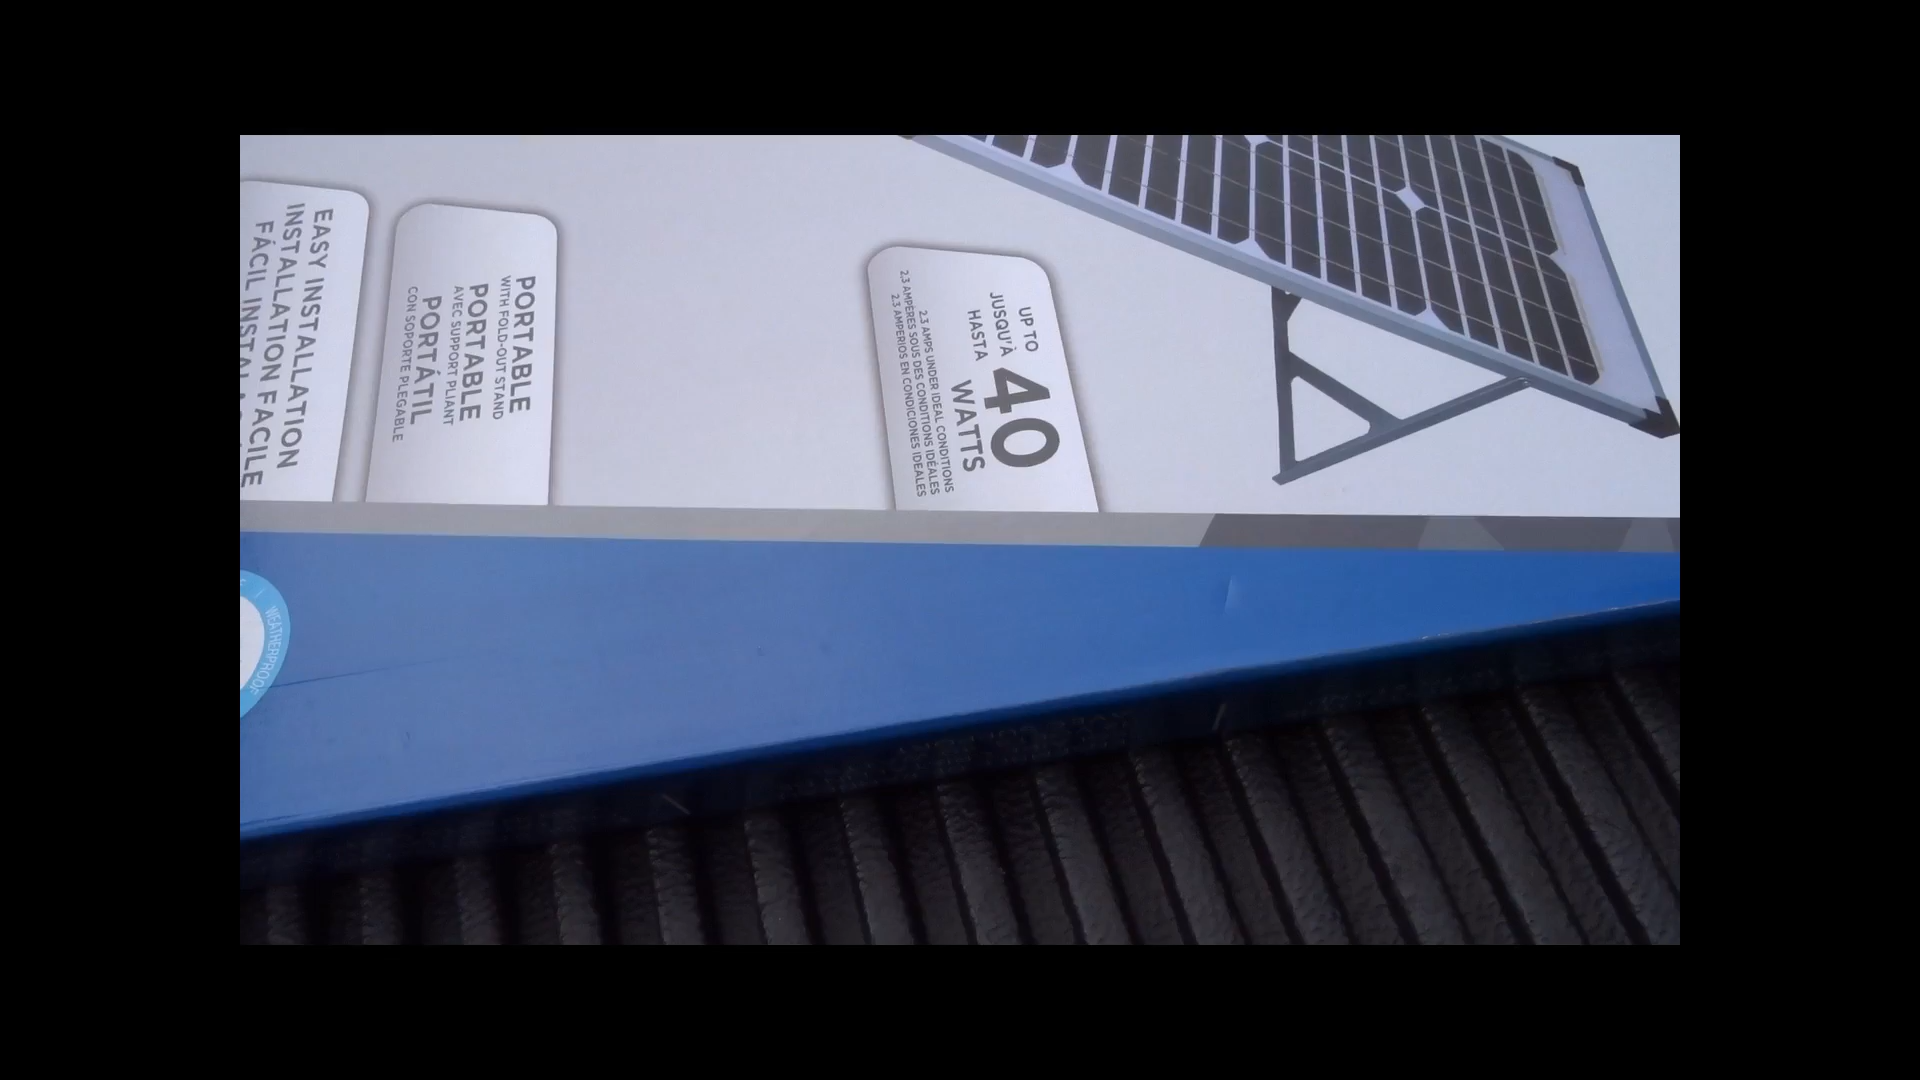 UP TO
JUSQU'À
HASTA
40
WATTS
2.3 AMPS UNDER IDEAL CONDITIONS
2,3 AMPÈRES SOUS DES CONDITIONS IDÉALES
2.3 AMPERIOS EN CONDICIONES IDEALES
PORTABLE
WITH FOLD-OUT STAND
PORTABLE
AVEC SUPPORT PLIANT
PORTÁTIL
CON SOPORTE PLEGABLE
EASY INSTALLATION
INSTALLATION FACILE
FÁCIL
WEATHERPROOF